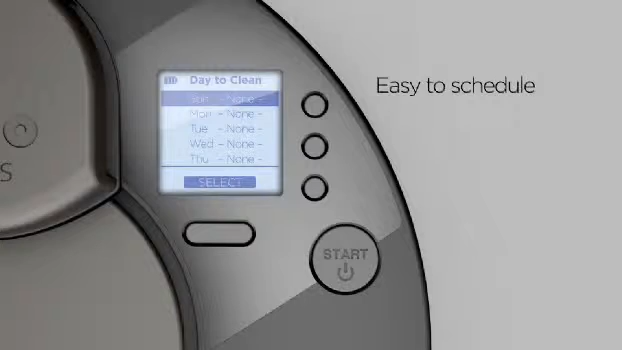 Day to Clean
Sun - None -
Mon - None -
Tue - None -
Wed - None -
Thu - None -
SELECT
Easy to schedule
START
S